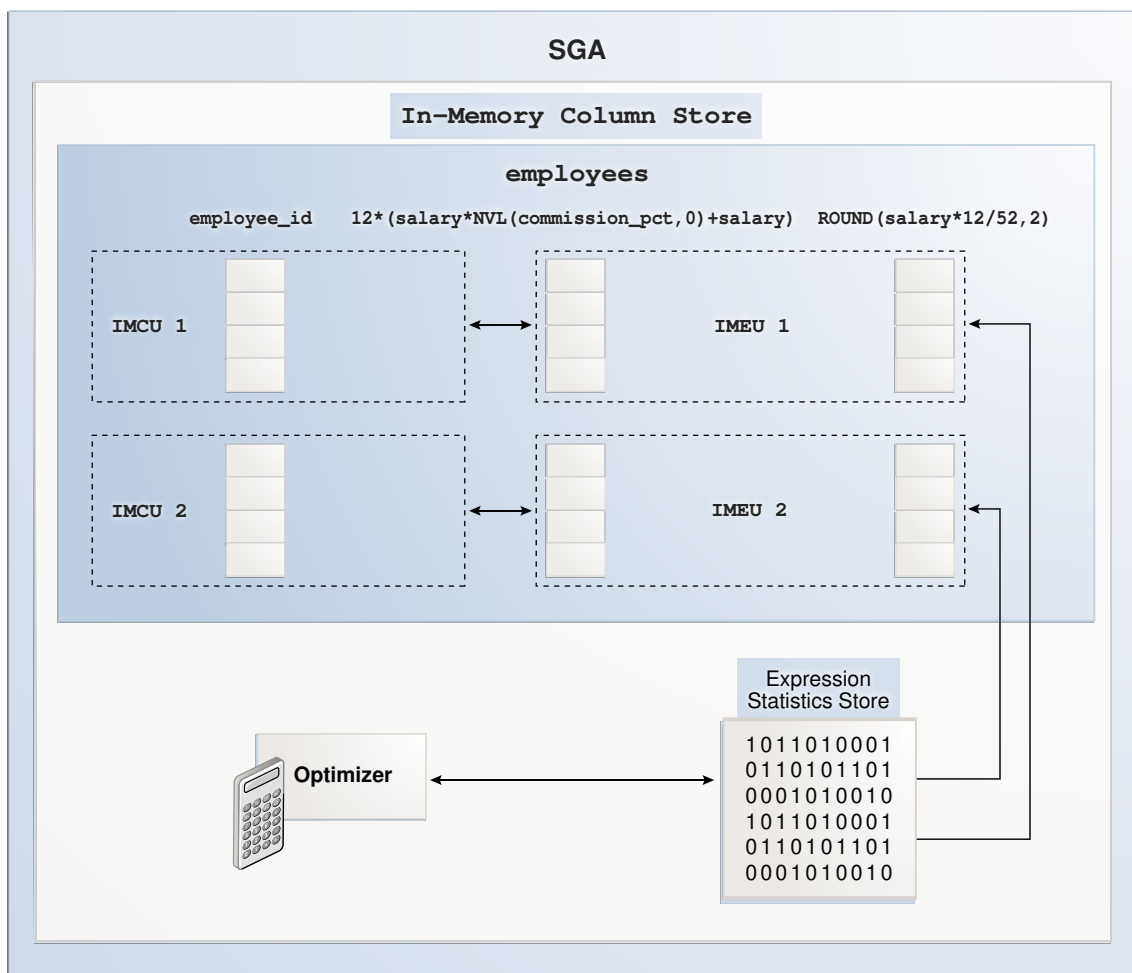 SGA
In-Memory Column Store
employees
employee_id 12*(salary*NVL(commission_pct,0)+salary) ROUND(salary*12/52,2)
IMCU 1 IMEU 1
IMCU 2 IMEU 2
Expression
Statistics Store
Optimizer
1011010001
0110101101
0001010010
1011010001
0110101101
0001010010